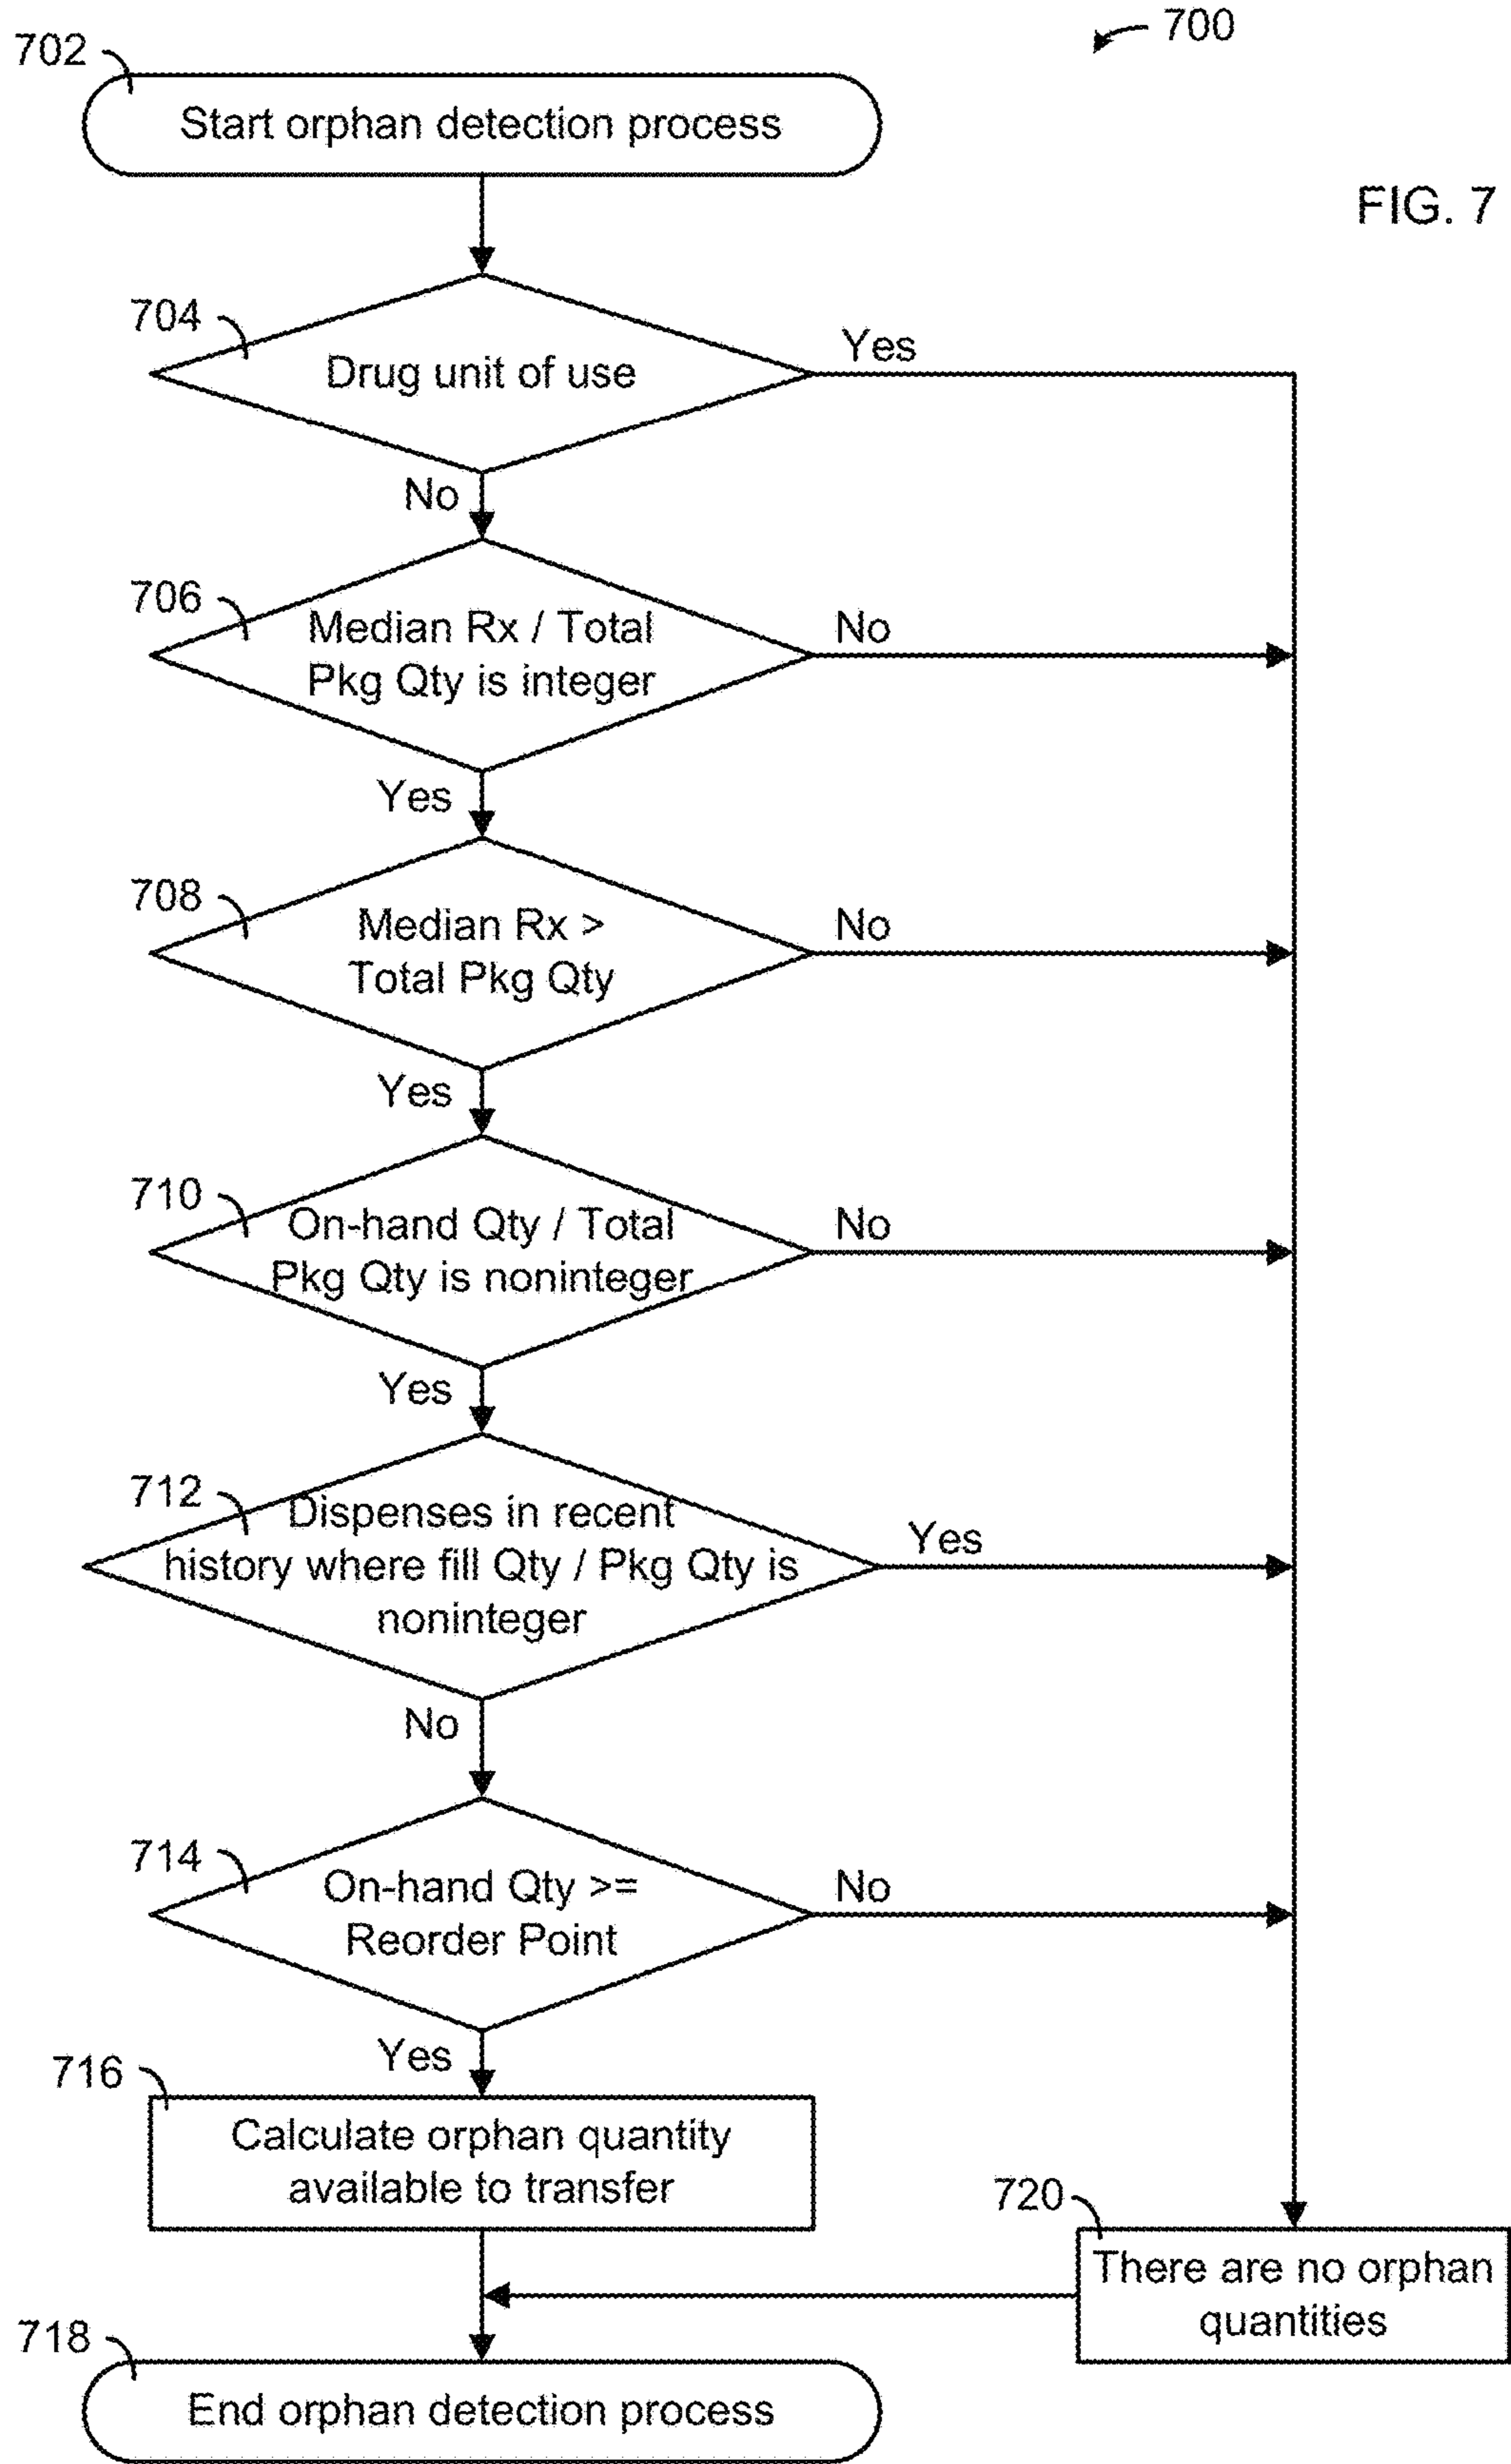 700
702
Start orphan detection process
FIG. 7
704
Drug unit of use
Yes
No
706
Median Rx / Total
Pkg Qty is integer
No
Yes
708
Median Rx >
Total Pkg Qty
No
Yes
710
On-hand Qty / Total
Pkg Qty is noninteger
No
Yes
712
Dispenses in recent
history where fill Qty / Pkg Qty is
noninteger
Yes
No
714
On-hand Qty >=
Reorder Point
No
Yes
716
Calculate orphan quantity
available to transfer
720
There are no orphan
quantities
718
End orphan detection process